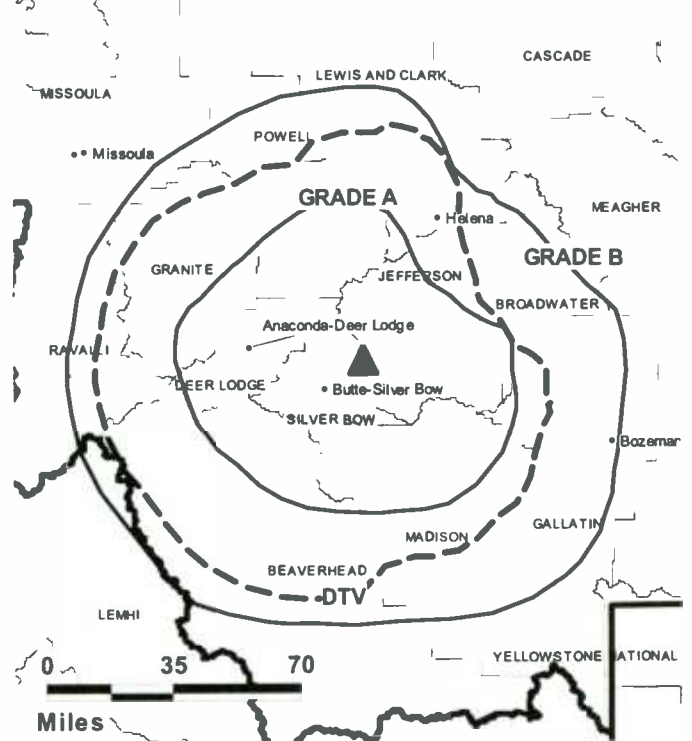 CASCADE
LEWIS AND CLARK
MISSOULA
POWELL
Missoula
GRADE A
MEAGHER
Helena
GRADE B
GRANITE
JEFFERSON
BROADWATER
Anaconda-Deer Lodge
RAVALLI
DEER LODGE
Butte-Silver Bow
SILVER BOW
Bozeman
GALLATIN
MADISON
BEAVERHEAD
DTV
LEMHI
YELLOWSTONE NATIONAL
0 35 70
Miles